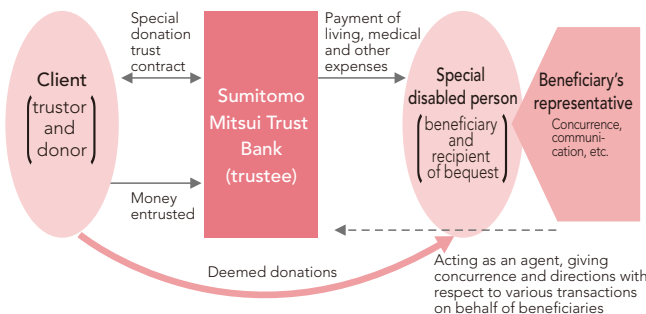 Special
donation
trust
contract
Payment of
living, medical
and other
expenses
Client
(trustor
and
donor)
Sumitomo
Mitsui Trust
Bank
(trustee)
Special
disabled person
(beneficiary
and
recipient
of bequest)
Beneficiary's
representative
Concurrence,
communi-
cation, etc.
Money
entrusted
Deemed donations
Acting as an agent, giving
concurrence and directions with
respect to various transactions
on behalf of beneficiaries